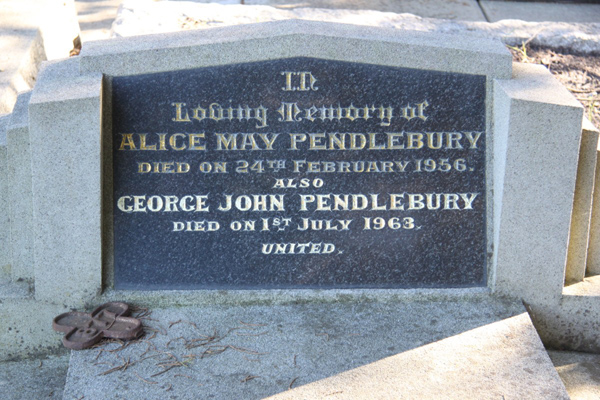 In
Loving Memory of
ALICE MAY PENDLEBURY
DIED ON 24TH FEBRUARY 1956.
ALSO
GEORGE JOHN PENDLEBURY
DIED ON 1ST JULY 1963.
UNITED.